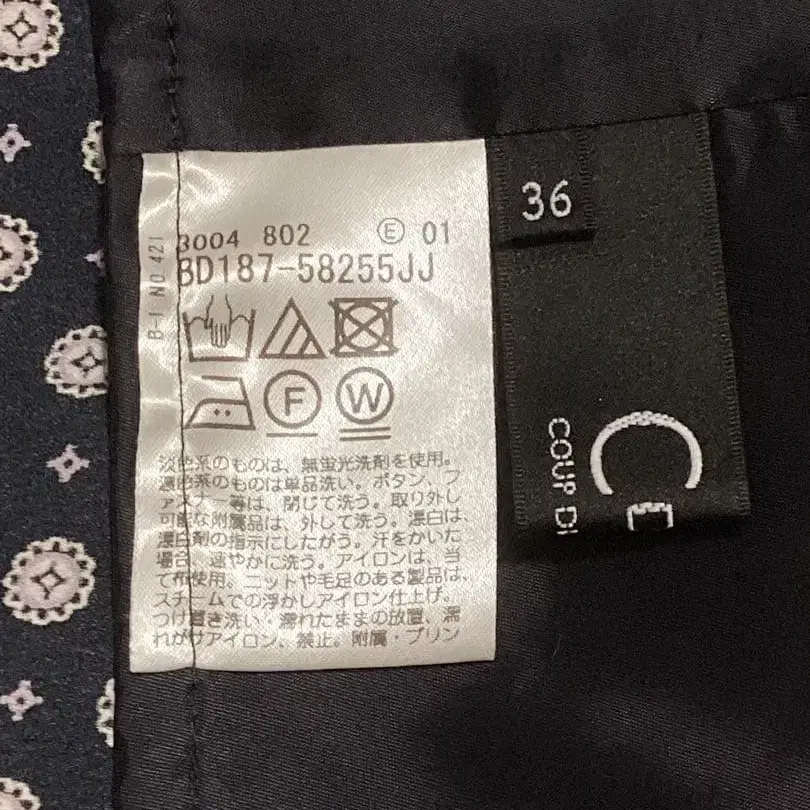 B-1 NO 421
3004 802 Ⓔ 01
BD187-58255JJ
F
W
淡色系のものは、無蛍光洗剤を使用。
濃色系のものは単品洗い。ボタン、フ
ァスナー等は、閉じて洗う。取り外し
可能な附属品は、外して洗う。漂白は、
漂白剤の指示にしたがう。汗をかいた
場合、速やかに洗う。アイロンは、当
て布使用。ニットや毛足のある製品は、
スチームでの浮かしアイロン仕上げ。
つけ置き洗い・濡れたままの放置、濡
れがけアイロン、禁止。附属・プリン
36
COUP